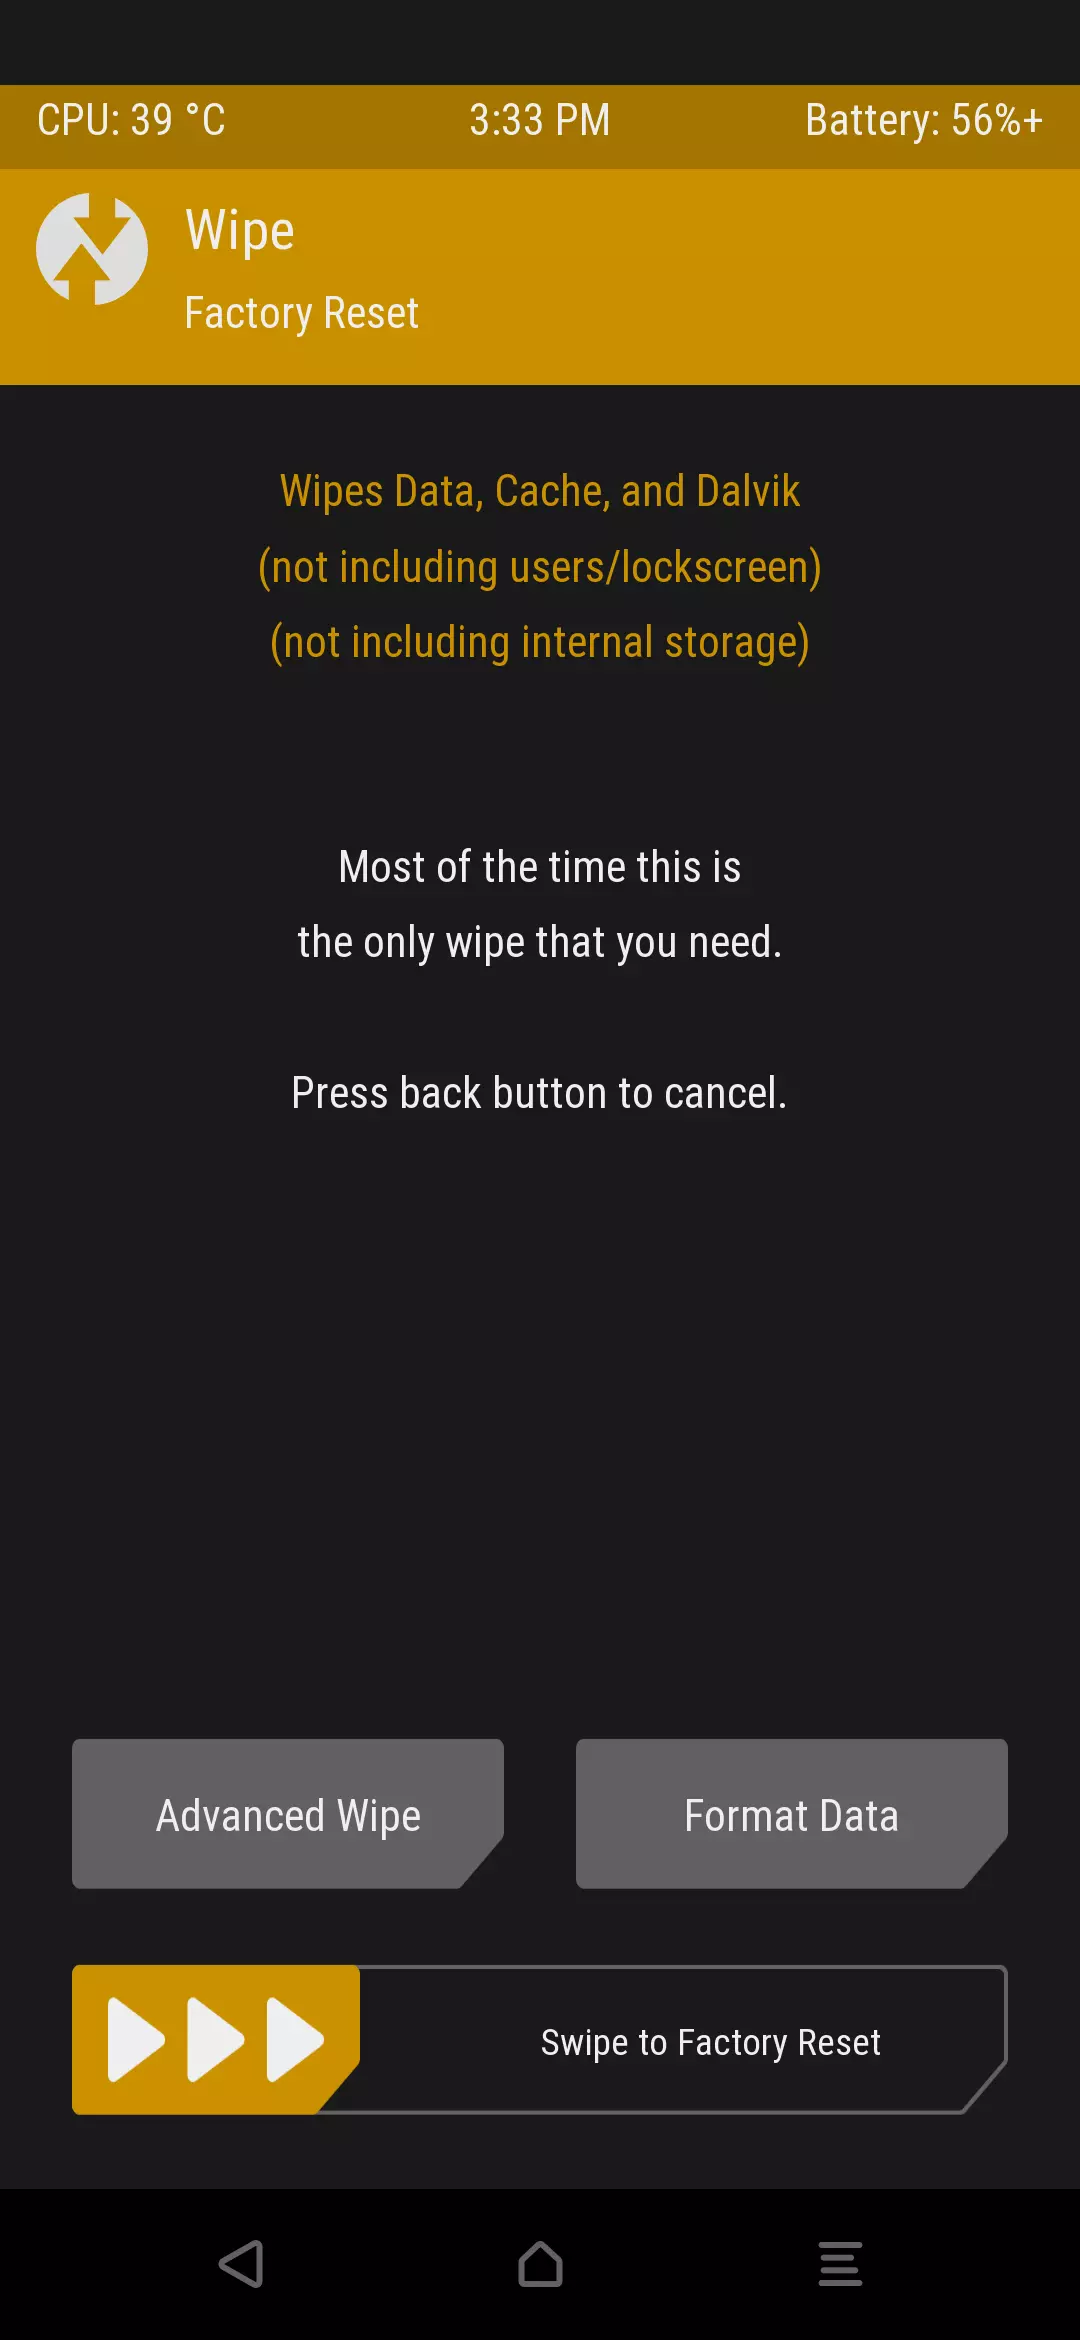 CPU: 39 °C 3:33 PM Battery: 56%+
Wipe
Factory Reset
Wipes Data, Cache, and Dalvik
(not including users/lockscreen)
(not including internal storage)
Most of the time this is
the only wipe that you need.
Press back button to cancel.
Advanced Wipe Format Data
Swipe to Factory Reset